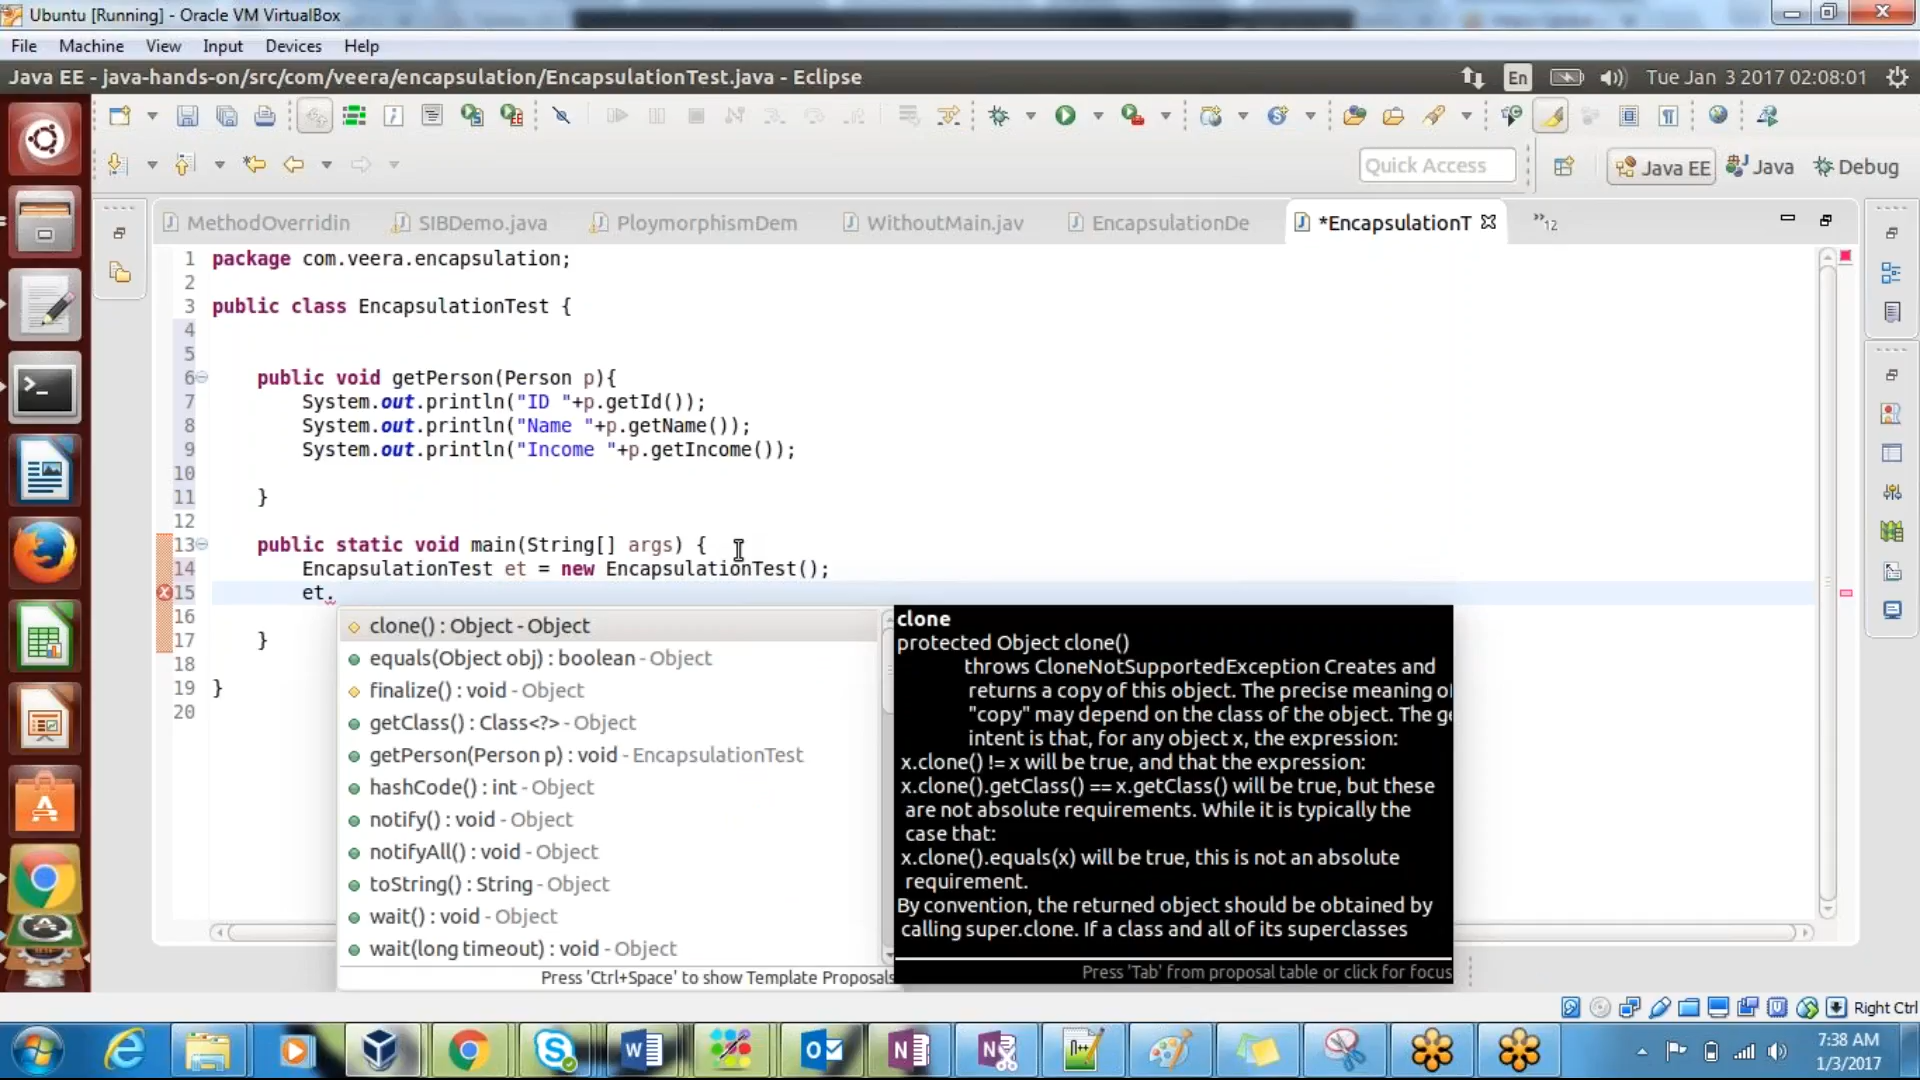 Ubuntu [Running] - Oracle VM VirtualBox
File Machine View Input Devices Help
Java EE - java-hands-on/src/com/veera/encapsulation/EncapsulationTest.java - Eclipse
En
Tue Jan 3 2017 02:08:01
Quick Access
Java EE
Java
Debug
MethodOverridin
SIBDemo.java
PloymorphismDem
WithoutMain.jav
EncapsulationDe
*EncapsulationT
»12
1 package com.veera.encapsulation;
2
3 public class EncapsulationTest {
4
5
6 public void getPerson(Person p){
7 System.out.println("ID "+p.getId());
8 System.out.println("Name "+p.getName());
9 System.out.println("Income "+p.getIncome());
10
11 }
12
13 public static void main(String[] args) {
14 EncapsulationTest et = new EncapsulationTest();
15 et.
16
17 }
18
19 }
20
clone() : Object - Object
equals(Object obj) : boolean - Object
finalize() : void - Object
getClass() : Class<?> - Object
getPerson(Person p) : void - EncapsulationTest
hashCode() : int - Object
notify() : void - Object
notifyAll() : void - Object
toString() : String - Object
wait() : void - Object
wait(long timeout) : void - Object
Press 'Ctrl+Space' to show Template Proposals
clone
protected Object clone()
throws CloneNotSupportedException Creates and
returns a copy of this object. The precise meaning of
"copy" may depend on the class of the object. The ge
intent is that, for any object x, the expression:
x.clone() != x will be true, and that the expression:
x.clone().getClass() == x.getClass() will be true, but these
are not absolute requirements. While it is typically the
case that:
x.clone().equals(x) will be true, this is not an absolute
requirement.
By convention, the returned object should be obtained by
calling super.clone. If a class and all of its superclasses
Press 'Tab' from proposal table or click for focus
Right Ctrl
7:38 AM
1/3/2017